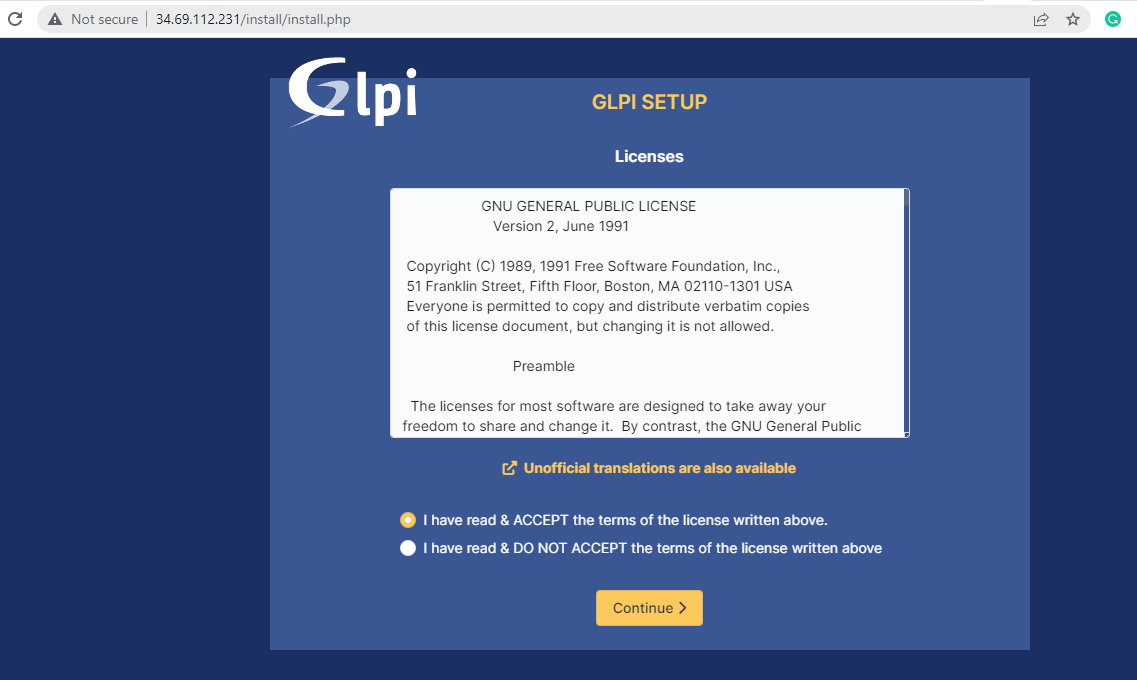 Not secure | 34.69.112.231/install/install.php
Glpi
GLPI SETUP
Licenses
GNU GENERAL PUBLIC LICENSE
Version 2, June 1991
Copyright (C) 1989, 1991 Free Software Foundation, Inc.,
51 Franklin Street, Fifth Floor, Boston, MA 02110-1301 USA
Everyone is permitted to copy and distribute verbatim copies
of this license document, but changing it is not allowed.
Preamble
The licenses for most software are designed to take away your
freedom to share and change it. By contrast, the GNU General Public
Unofficial translations are also available
I have read & ACCEPT the terms of the license written above.
I have read & DO NOT ACCEPT the terms of the license written above
Continue